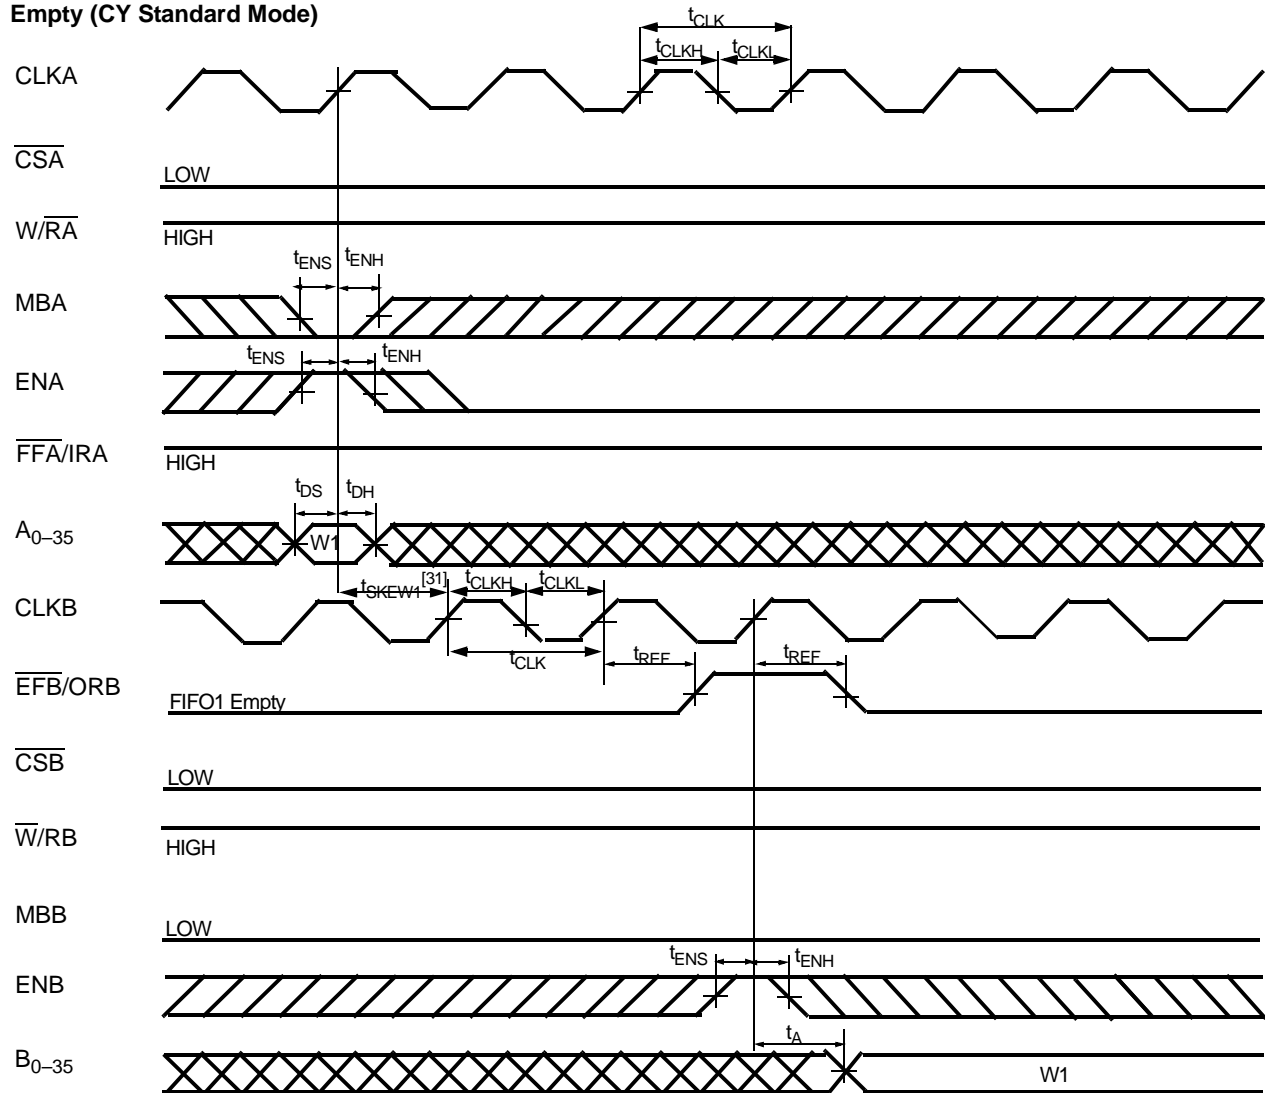 Empty (CY Standard Mode)
tCLK
tCLKH tCLKL
CLKA
CSA
LOW
W/RA
HIGH
tENS tENH
MBA
tENS tENH
ENA
FFA/IRA
HIGH
tDS tDH
A0–35
W1
tSKEW1[31] tCLKH tCLKL
CLKB
tCLK
tREF tREF
EFB/ORB
FIFO1 Empty
CSB
LOW
W/RB
HIGH
MBB
LOW
tENS tENH
ENB
tA
B0–35
W1